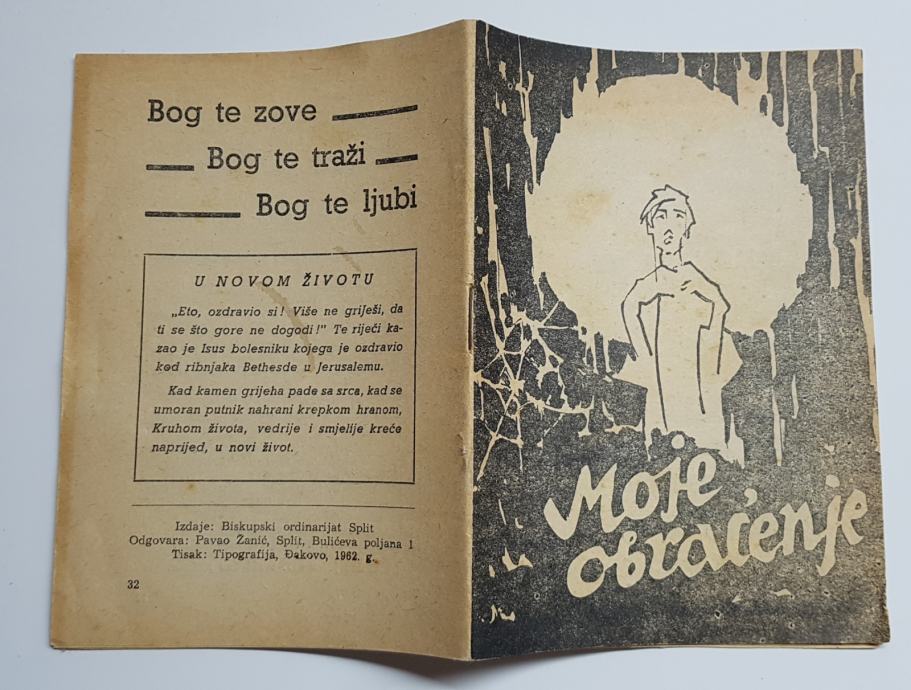 Bog te zove
Bog te traži
Bog te ljubi
U NOVOM ŽIVOTU
„Eto, ozdravio si! Više ne griješi, da
ti se što gore ne dogodi!" Te riječi ka-
zao je Isus bolesniku kojega je ozdravio
kod ribnjaka Bethesde u Jerusalemu.
Kad kamen grijeha pade sa srca, kad se
umoran putnik nahrani krepkom hranom,
Kruhom života, vedrije i smjelije kreće
naprijed, u novi život.
Izdaje: Biskupski ordinarijat Split
Odgovara: Pavao Žanić, Split, Bulićeva poljana 1
Tisak: Tipografija, Đakovo, 1962. g.
32
Moje
obraćenje